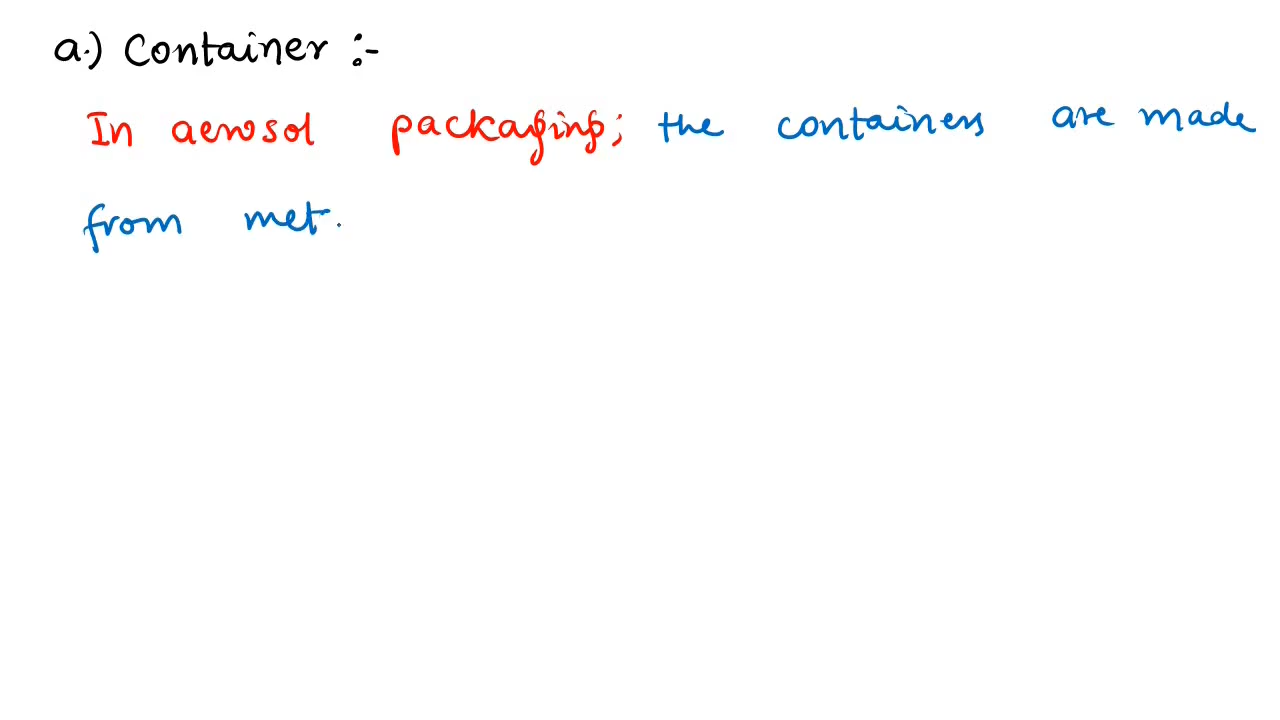 a.) Container :-
In aerosol packaging; the containers are made
from met.